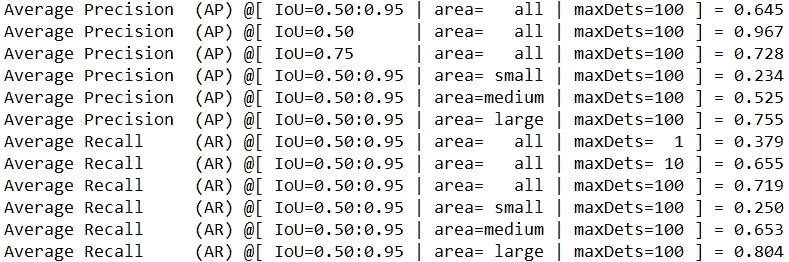 Average Precision  (AP) @[ IoU=0.50:0.95 | area=   all | maxDets=100 ] = 0.645
Average Precision  (AP) @[ IoU=0.50      | area=   all | maxDets=100 ] = 0.967
Average Precision  (AP) @[ IoU=0.75      | area=   all | maxDets=100 ] = 0.728
Average Precision  (AP) @[ IoU=0.50:0.95 | area= small | maxDets=100 ] = 0.234
Average Precision  (AP) @[ IoU=0.50:0.95 | area=medium | maxDets=100 ] = 0.525
Average Precision  (AP) @[ IoU=0.50:0.95 | area= large | maxDets=100 ] = 0.755
Average Recall     (AR) @[ IoU=0.50:0.95 | area=   all | maxDets=  1 ] = 0.379
Average Recall     (AR) @[ IoU=0.50:0.95 | area=   all | maxDets= 10 ] = 0.655
Average Recall     (AR) @[ IoU=0.50:0.95 | area=   all | maxDets=100 ] = 0.719
Average Recall     (AR) @[ IoU=0.50:0.95 | area= small | maxDets=100 ] = 0.250
Average Recall     (AR) @[ IoU=0.50:0.95 | area=medium | maxDets=100 ] = 0.653
Average Recall     (AR) @[ IoU=0.50:0.95 | area= large | maxDets=100 ] = 0.804